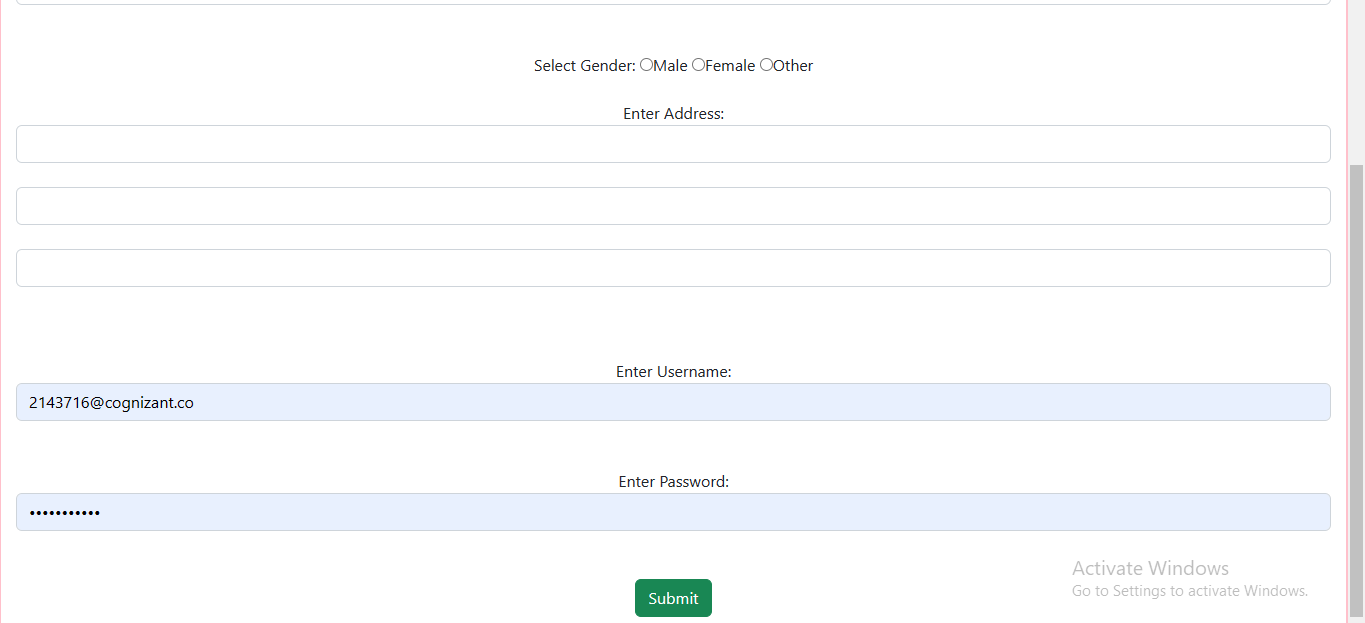 Select Gender: Male Female Other
Enter Address:
Enter Username:
2143716@cognizant.co
Enter Password:
•••••••••••
Submit
Activate Windows
Go to Settings to activate Windows.